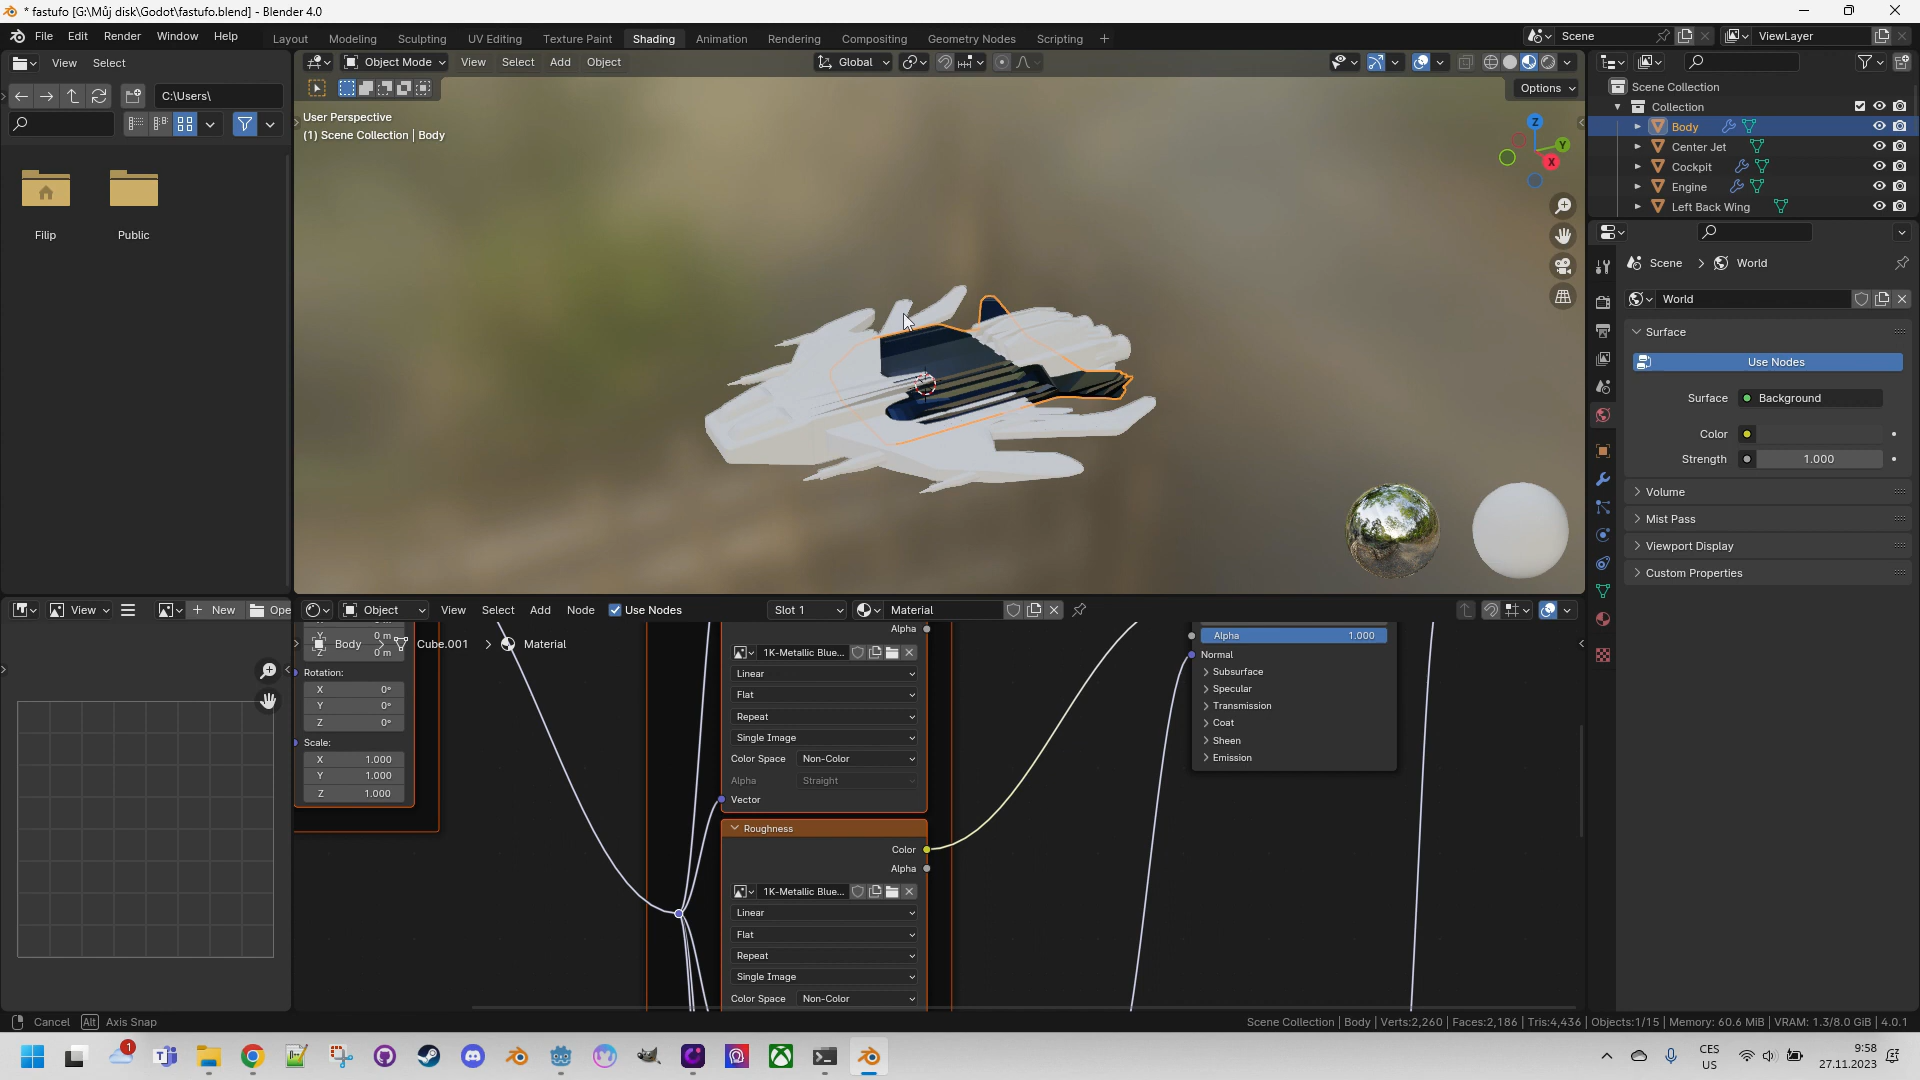 * fastufo [G:\Můj disk\Godot\fastufo.blend] - Blender 4.0
File Edit Render Window Help
Layout Modeling Sculpting UV Editing Texture Paint Shading Animation Rendering Compositing Geometry Nodes Scripting +
Scene
ViewLayer
View Select
Object Mode View Select Add Object
Global
C:\Users\
Options
User Perspective
(1) Scene Collection | Body
Z
Y
X
Filip
Public
Scene Collection
Collection
Body
Center Jet
Cockpit
Engine
Left Back Wing
Scene > World
World
Surface
Use Nodes
Surface Background
Color
Strength 1.000
Volume
Mist Pass
Viewport Display
Custom Properties
View
+ New
Ope
Object View Select Add Node Use Nodes
Slot 1
Material
Body > Cube.001 > Material
Y 0 m
Z 0 m
Rotation:
X 0°
Y 0°
Z 0°
Scale:
X 1.000
Y 1.000
Z 1.000
Alpha
1K-Metallic Blue...
Linear
Flat
Repeat
Single Image
Color Space Non-Color
Alpha Straight
Vector
Roughness
Color
Alpha
1K-Metallic Blue...
Linear
Flat
Repeat
Single Image
Color Space Non-Color
Alpha 1.000
Normal
Subsurface
Specular
Transmission
Coat
Sheen
Emission
Cancel Alt Axis Snap
Scene Collection | Body | Verts:2,260 | Faces:2,186 | Tris:4,436 | Objects:1/15 | Memory: 60.6 MiB | VRAM: 1.3/8.0 GiB | 4.0.1
1
CES
US
9:58
27.11.2023